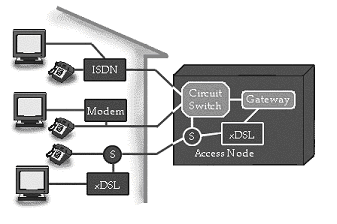 ISDN
Circuit
Switch
Gateway
Modem
S
xDSL
S
Access Node
xDSL